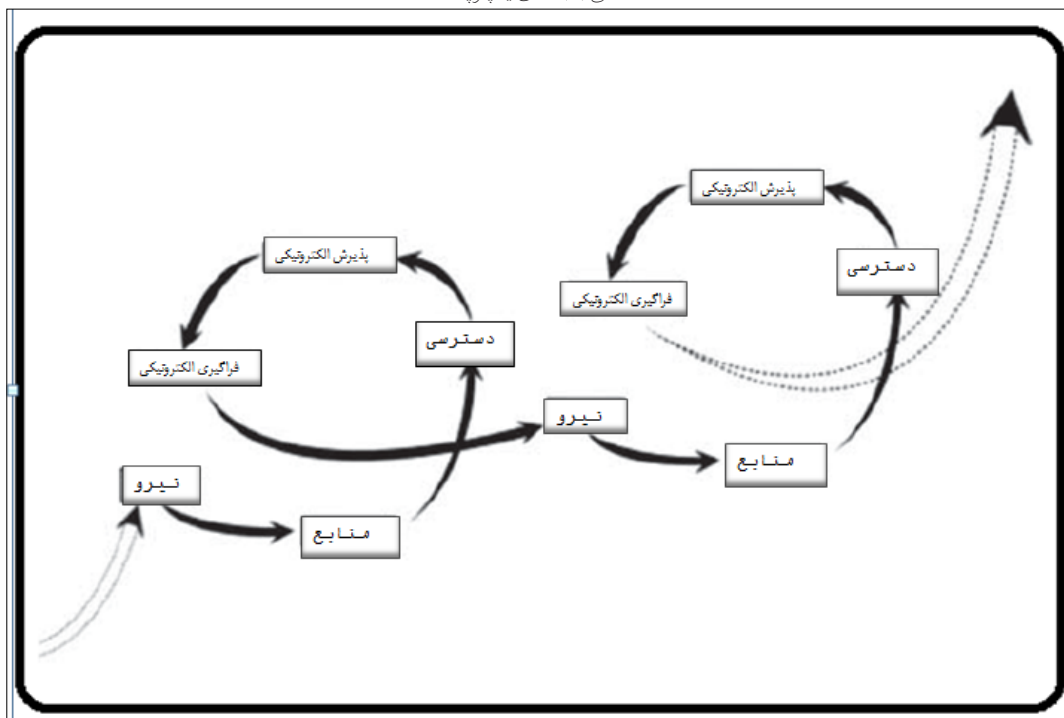 پذیرش الکترونیکی
دسترسی
فراگیری الکترونیکی
پذیرش الکترونیکی
دسترسی
فراگیری الکترونیکی
نیرو
منابع
نیرو
منابع